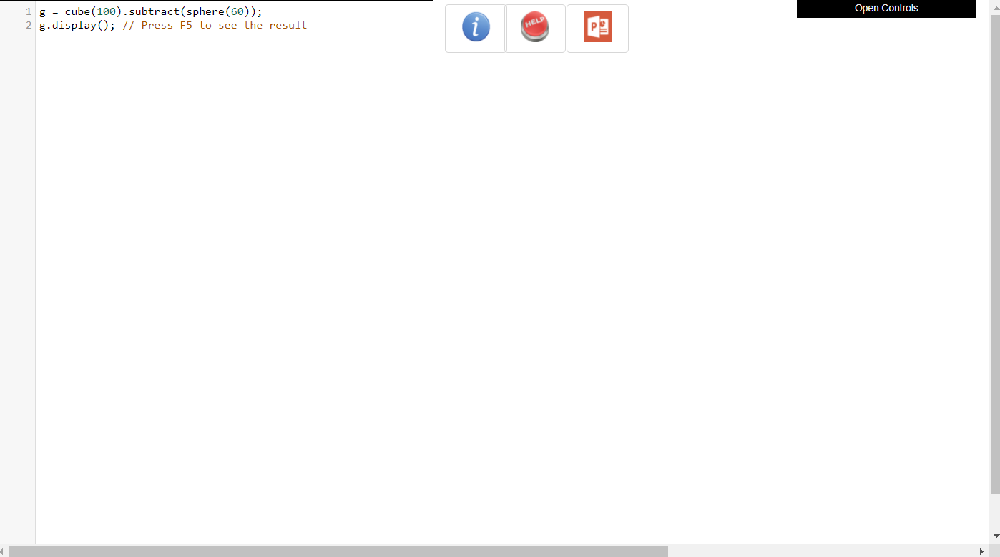 1 g = cube(100).subtract(sphere(60));
2 g.display(); // Press F5 to see the result
i
HELP
P
Open Controls